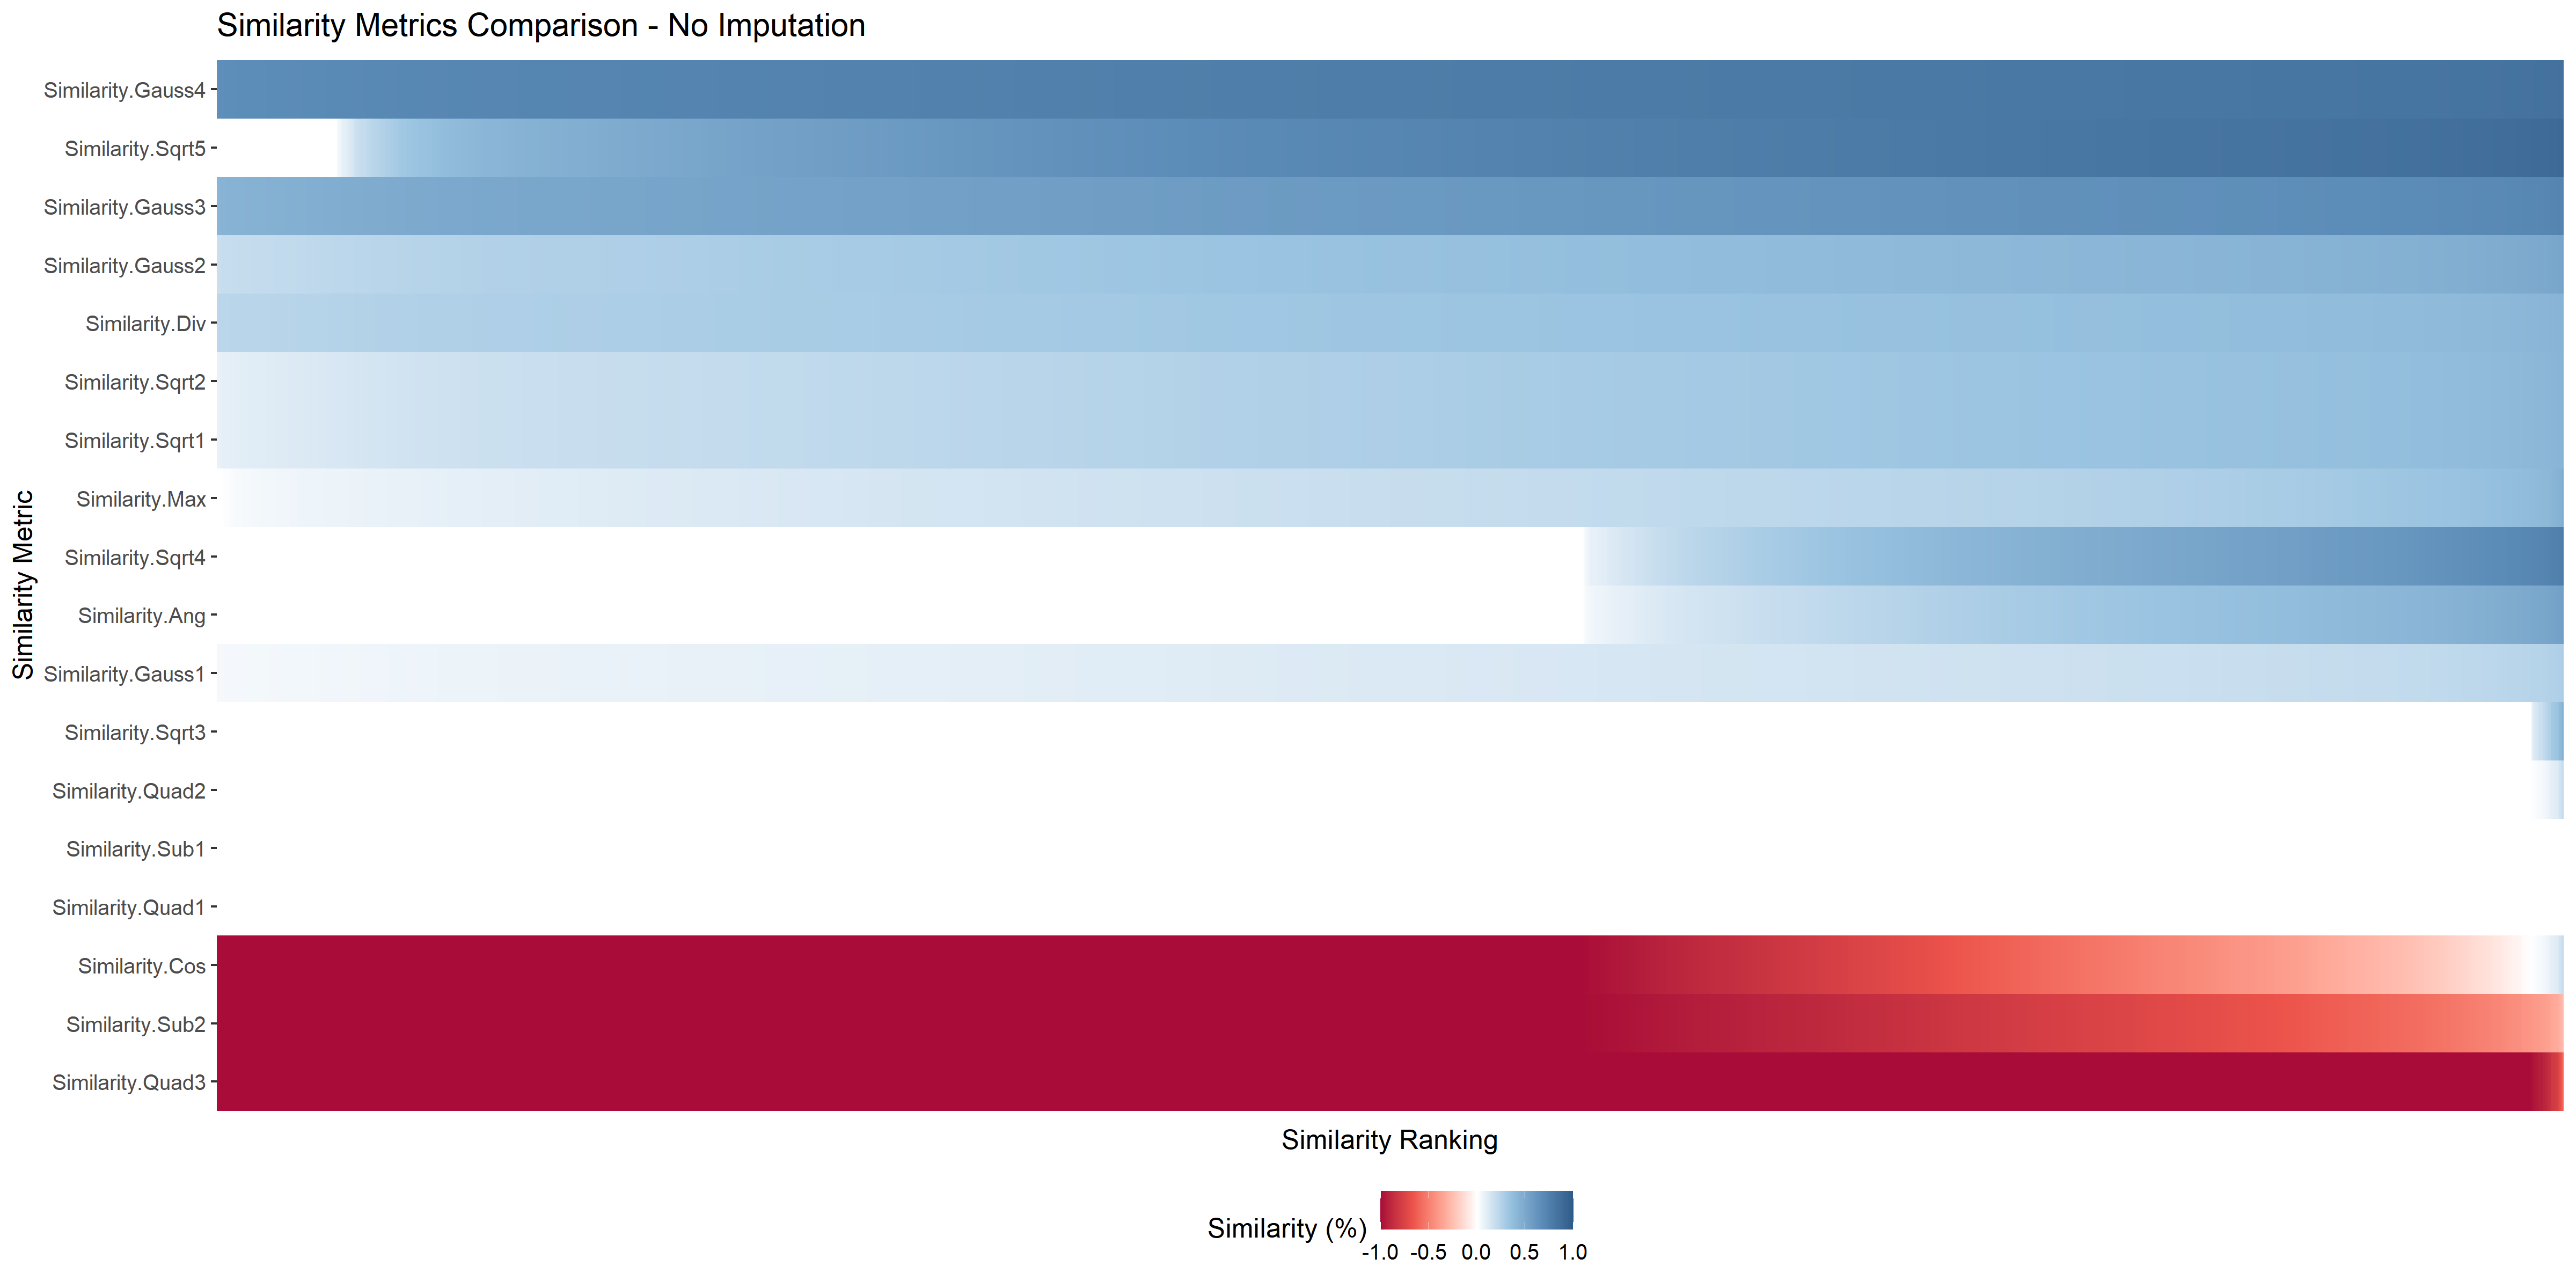 Similarity Metrics Comparison - No Imputation
Similarity Metric
Similarity.Gauss4
Similarity.Sqrt5
Similarity.Gauss3
Similarity.Gauss2
Similarity.Div
Similarity.Sqrt2
Similarity.Sqrt1
Similarity.Max
Similarity.Sqrt4
Similarity.Ang
Similarity.Gauss1
Similarity.Sqrt3
Similarity.Quad2
Similarity.Sub1
Similarity.Quad1
Similarity.Cos
Similarity.Sub2
Similarity.Quad3
Similarity Ranking
Similarity (%)
-1.0 -0.5 0.0 0.5 1.0